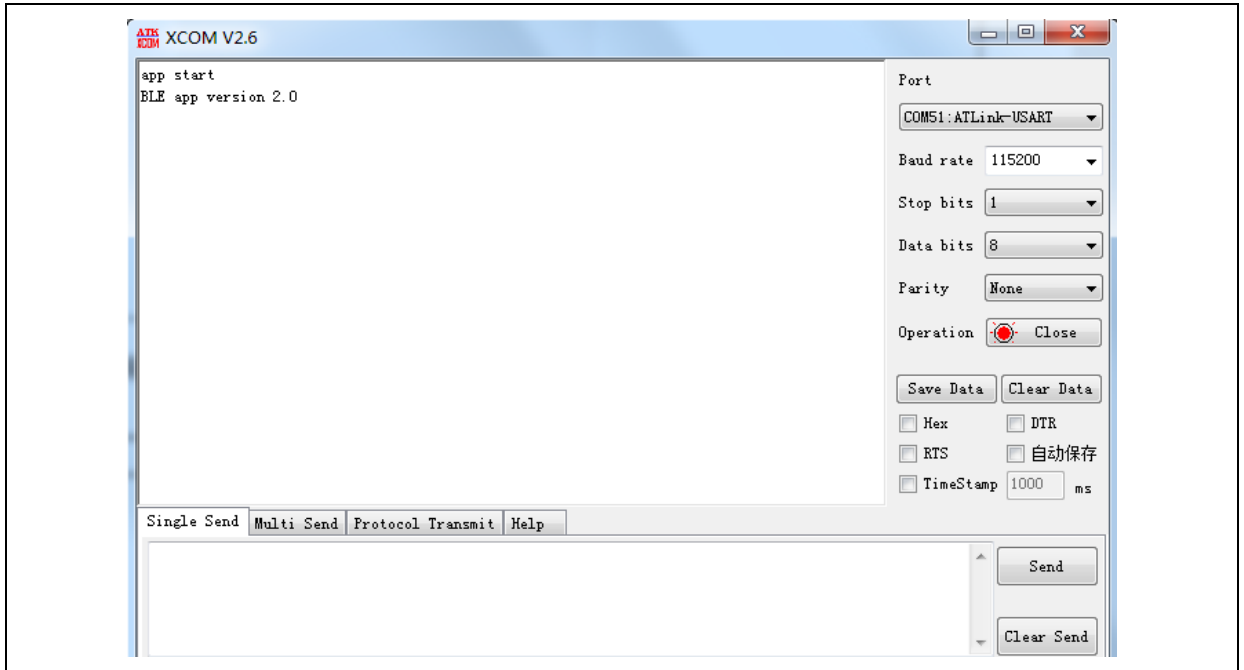 ATK XCOM XCOM V2.6
app start
BLE app version 2.0
Port
COM51:ATLink-USART
Baud rate 115200
Stop bits 1
Data bits 8
Parity None
Operation Close
Save Data Clear Data
Hex DTR
RTS 自动保存
TimeStamp 1000 ms
Single Send Multi Send Protocol Transmit Help
Send
Clear Send